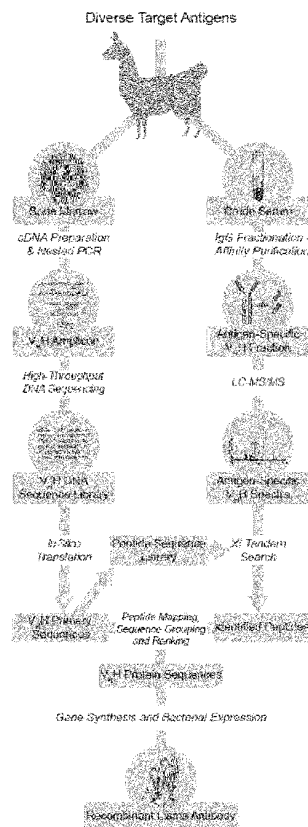 Diverse Target Antigens
Bone Marrow
Crude Serum
cDNA Preparation
& Nested PCR
IgG Fractionation
Affinity Purification
VHH Amplicon
Antigen-Specific
VHH Fraction
High-Throughput
DNA Sequencing
LC-MS/MS
VHH DNA
Sequence Library
Antigen-Specific
VHH Spectra
In Silico
Translation
Peptide Sequence
Library
X! Tandem
Search
VHH Primary
Sequences
Peptide Mapping,
Sequence Grouping
and Ranking
Identified Peptides
VHH Protein Sequences
Gene Synthesis and Bacterial Expression
Recombinant Llama Antibody